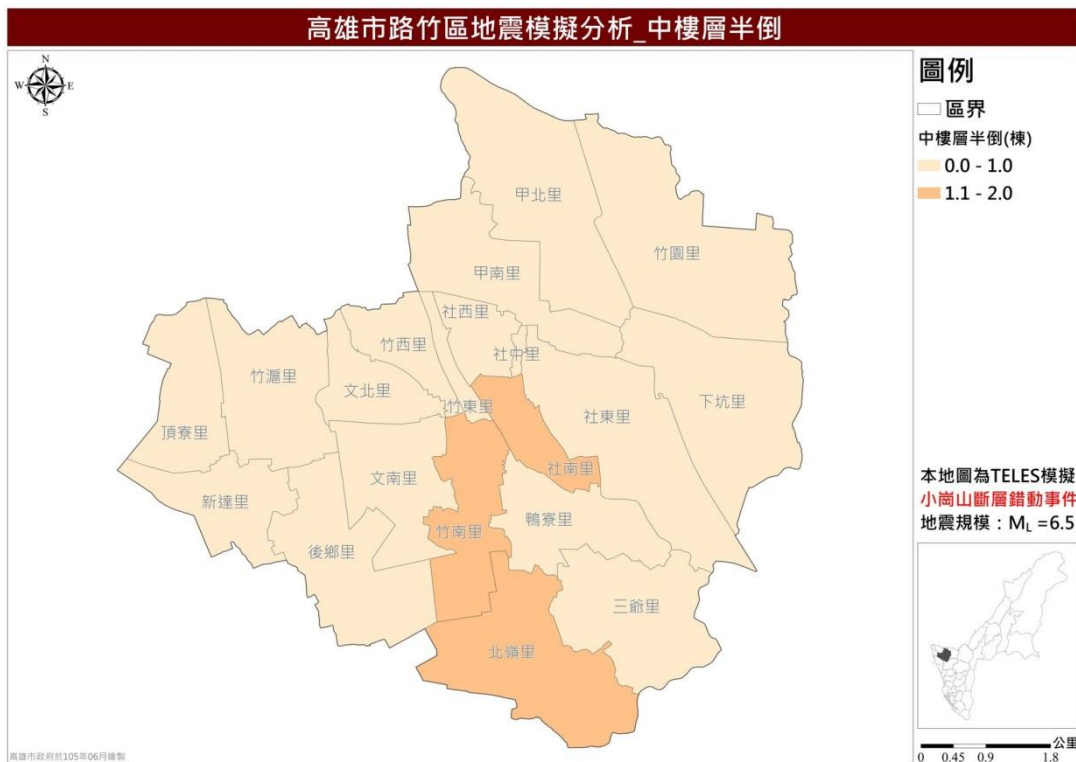 高雄市路竹區地震模擬分析_中樓層半倒
N
W
E
S
圖例
區界
中樓層半倒(棟)
0.0 - 1.0
1.1 - 2.0
甲北里
竹園里
甲南里
社西里
竹西里
社中里
竹滬里
文北里
竹東里
社東里
下坑里
頂寮里
社南里
文南里
新達里
鴨寮里
竹南里
後鄉里
三爺里
北嶺里
本地圖為TELES模擬
小崗山斷層錯動事件
地震規模：ML =6.5
公里
0 0.45 0.9 1.8
高雄市政府於105年06月繪製